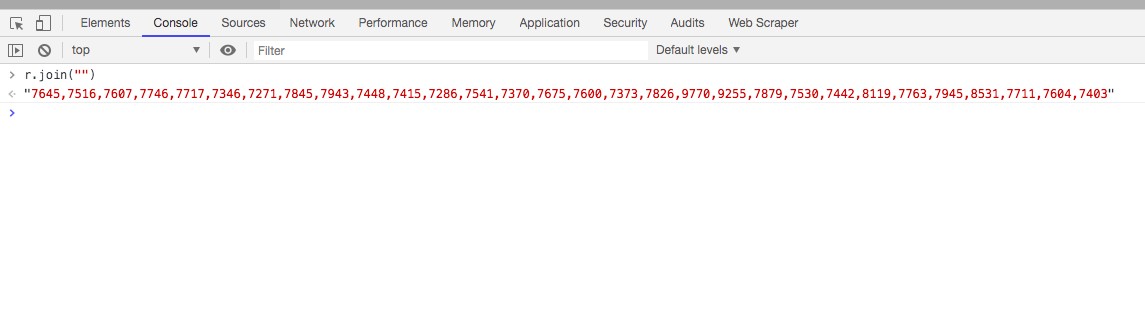 Elements Console Sources Network Performance Memory Application Security Audits Web Scraper
top Filter Default levels
r.join("")
"7645,7516,7607,7746,7717,7346,7271,7845,7943,7448,7415,7286,7541,7370,7675,7600,7373,7826,9770,9255,7879,7530,7442,8119,7763,7945,8531,7711,7604,7403"